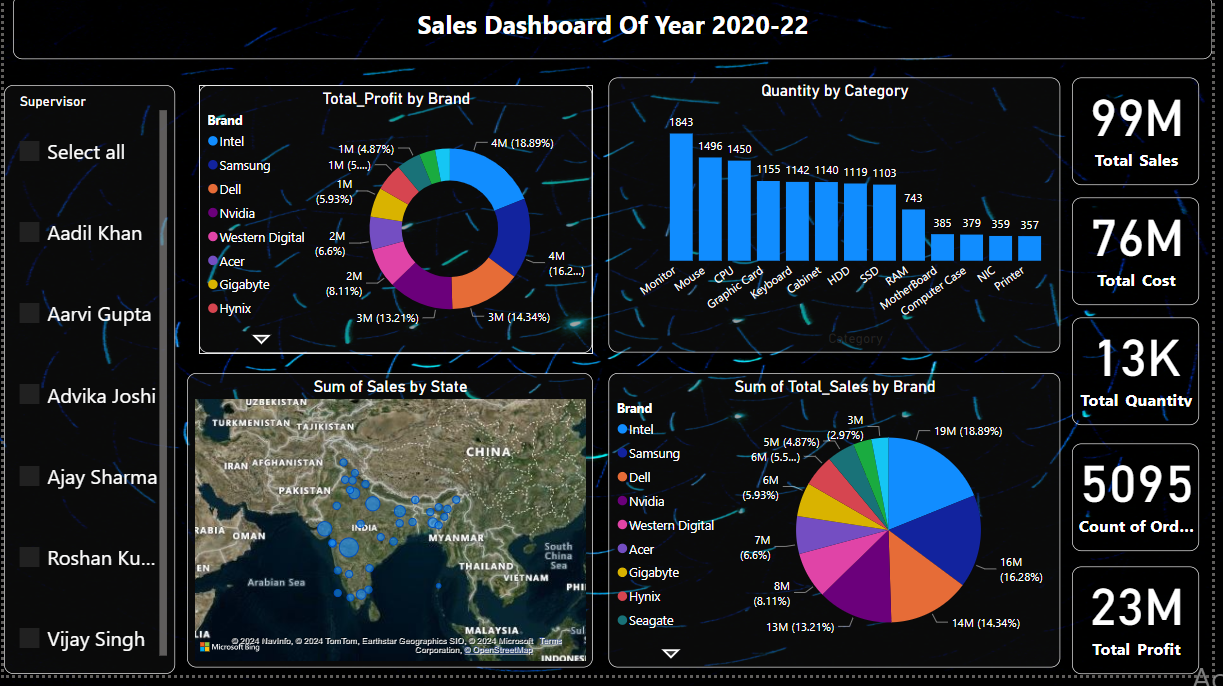 Sales Dashboard Of Year 2020-22
Supervisor
Select all
Aadil Khan
Aarvi Gupta
Advika Joshi
Ajay Sharma
Roshan Ku...
Vijay Singh
Total_Profit by Brand
Brand
Intel
Samsung
Dell
Nvidia
Western Digital
Acer
Gigabyte
Hynix
4M (18.89%)
4M
(16.2...)
3M (14.34%)
3M (13.21%)
2M
(8.11%)
2M
(6.6%)
1M
(5.93%)
1M (5....)
1M (4.87%)
Quantity by Category
1843
1496
1450
1155
1142
1140
1119
1103
743
385
379
359
357
Monitor
Mouse
CPU
Graphic Card
Keyboard
Cabinet
HDD
SSD
RAM
MotherBoard
Computer Case
NIC
Printer
Category
99M
Total Sales
76M
Total Cost
13K
Total Quantity
5095
Count of Ord...
23M
Total Profit
Sum of Sales by State
UZBEKISTAN
TURKMENISTAN
TAJIKISTAN
CHINA
IRAN
AFGHANISTAN
PAKISTAN
RABIA
OMAN
INDIA
MYANMAR
EN
Arabian Sea
THAILAND
VIETNAM
South
China
Sea
PHI
LIA
MALAYSIA
Sul
INDONES
Microsoft Bing
© 2024 NavInfo, © 2024 TomTom, Earthstar Geographics SIO, © 2024 Microsoft
Corporation, © OpenStreetMap
Terms
Sum of Total_Sales by Brand
Brand
Intel
Samsung
Dell
Nvidia
Western Digital
Acer
Gigabyte
Hynix
Seagate
19M (18.89%)
16M
(16.28%)
14M (14.34%)
13M (13.21%)
8M
(8.11%)
7M
(6.6%)
6M
(5.93%)
6M (5.5...)
5M (4.87%)
3M
(2.97%)
Ac